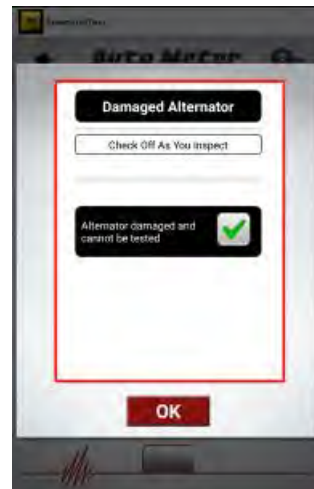 Auto Meter
Damaged Alternator
Check Off As You Inspect
Alternator damaged and
cannot be tested
OK